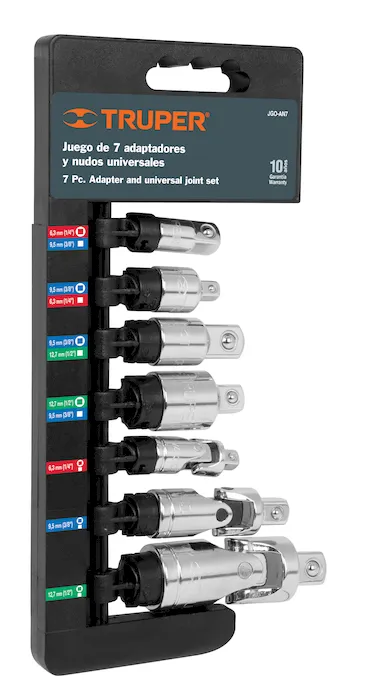 JGO-AN7
TRUPER®
Juego de 7 adaptadores
y nudos universales
7 Pc. Adapter and universal joint set
10 años
Garantía
Warranty
6,3 mm (1/4")
9,5 mm (3/8")
9,5 mm (3/8")
6,3 mm (1/4")
9,5 mm (3/8")
12,7 mm (1/2")
12,7 mm (1/2")
9,5 mm (3/8")
6,3 mm (1/4")
9,5 mm (3/8")
12,7 mm (1/2")